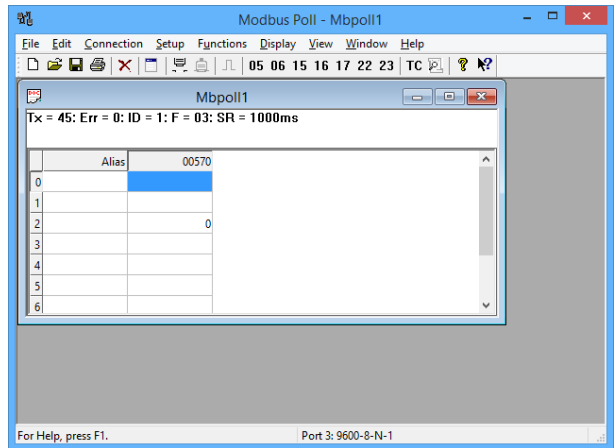 Modbus Poll - Mbpoll1
File Edit Connection Setup Functions Display View Window Help
05 06 15 16 17 22 23 TC
Mbpoll1
Tx = 45: Err = 0: ID = 1: F = 03: SR = 1000ms
Alias 00570
0
1
2 0
3
4
5
6
For Help, press F1. Port 3: 9600-8-N-1